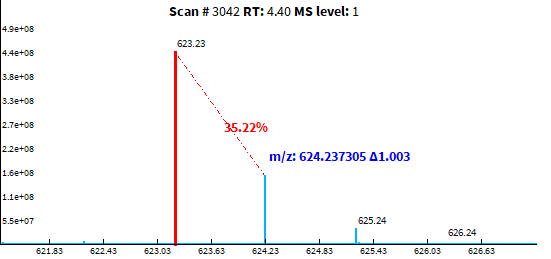 Scan # 3042 RT: 4.40 MS level: 1
4.9e+08
623.23
4.4e+08
3.8e+08
3.3e+08
2.7e+08
35.22%
2.2e+08
m/z: 624.237305 Δ1.003
1.6e+08
1.1e+08
5.5e+07
625.24
626.24
621.83 622.43 623.03 623.63 624.23 624.83 625.43 626.03 626.63